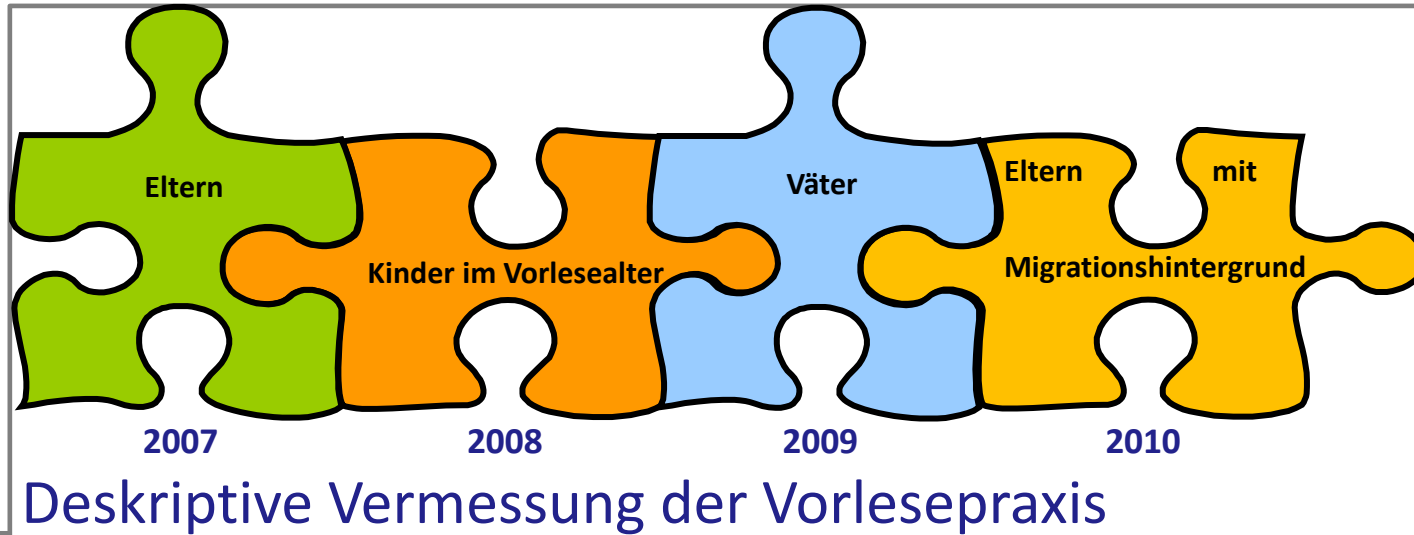 Eltern
Kinder im Vorlesealter
Väter
Eltern mit
Migrationshintergrund
2007 2008 2009 2010
Deskriptive Vermessung der Vorlesepraxis